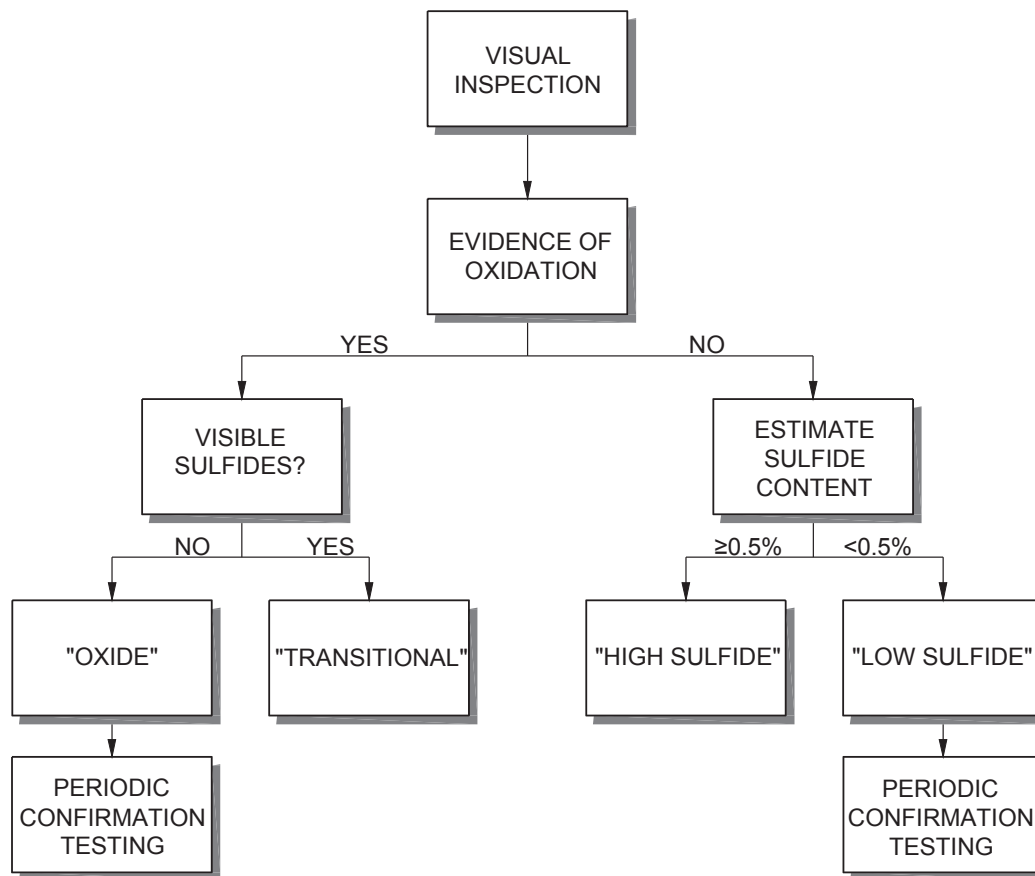 VISUAL
INSPECTION
EVIDENCE OF
OXIDATION
YES
NO
VISIBLE
SULFIDES?
ESTIMATE
SULFIDE
CONTENT
NO
YES
≥0.5%
<0.5%
"OXIDE"
"TRANSITIONAL"
"HIGH SULFIDE"
"LOW SULFIDE"
PERIODIC
CONFIRMATION
TESTING
PERIODIC
CONFIRMATION
TESTING